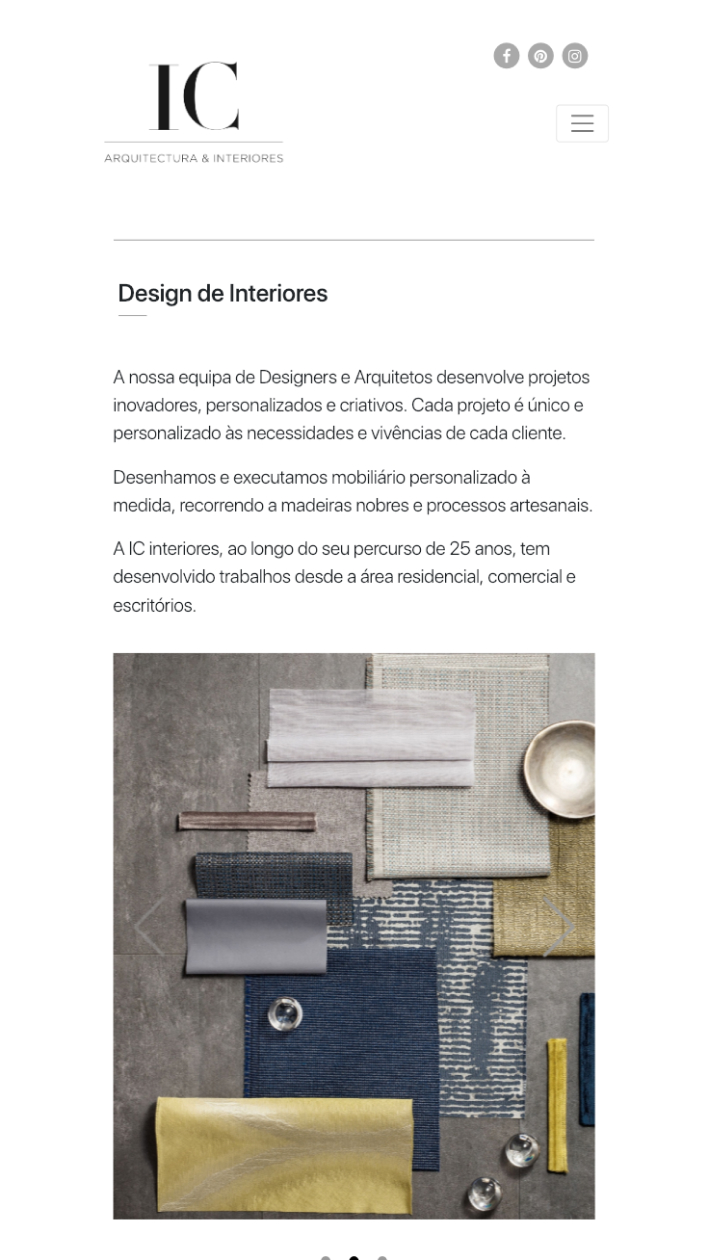 IC
ARQUITECTURA & INTERIORES
Design de Interiores
A nossa equipa de Designers e Arquitetos desenvolve projetos
inovadores, personalizados e criativos. Cada projeto é único e
personalizado às necessidades e vivências de cada cliente.
Desenhamos e executamos mobiliário personalizado à
medida, recorrendo a madeiras nobres e processos artesanais.
A IC interiores, ao longo do seu percurso de 25 anos, tem
desenvolvido trabalhos desde a área residencial, comercial e
escritórios.